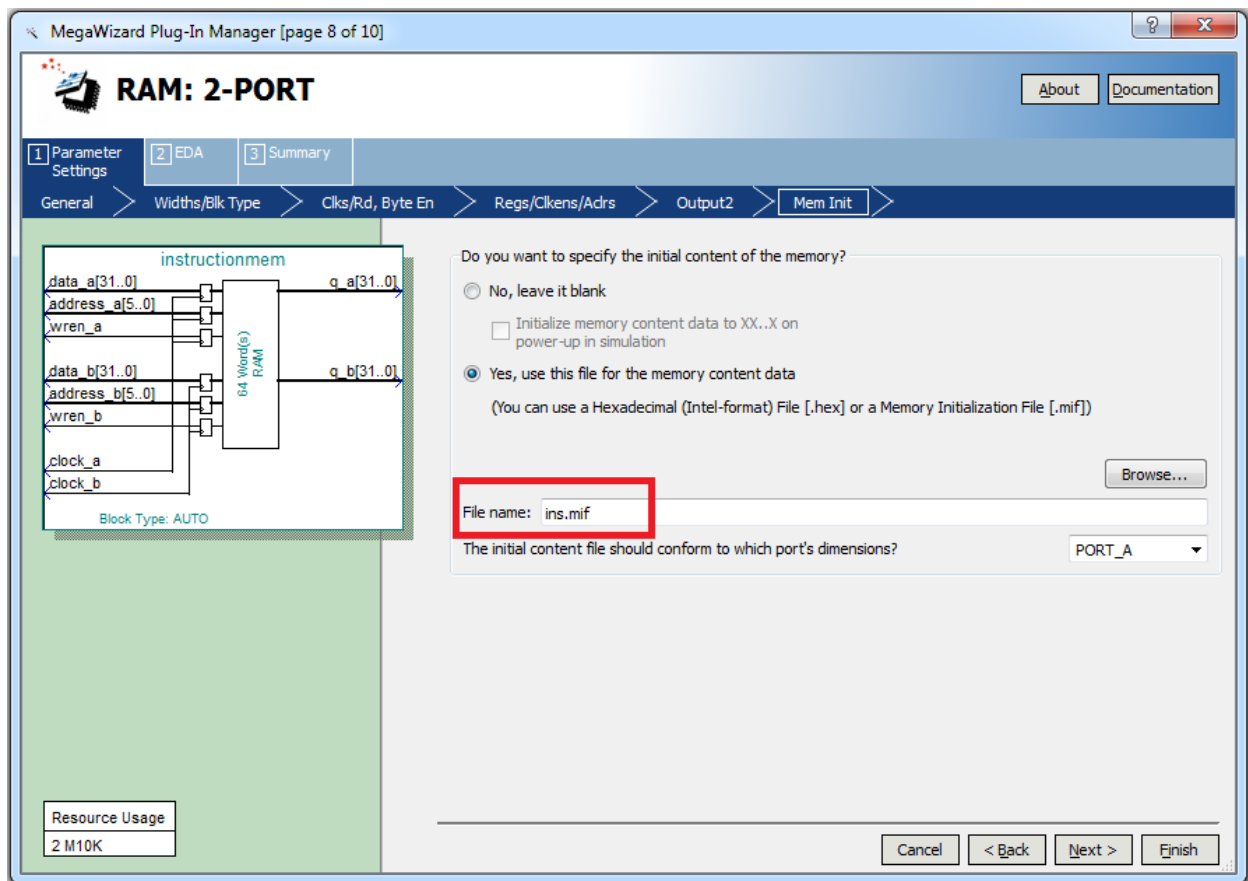 MegaWizard Plug-In Manager [page 8 of 10]
RAM: 2-PORT
About
Documentation
1 Parameter Settings
2 EDA
3 Summary
General
Widths/Blk Type
Clks/Rd, Byte En
Regs/Clkens/Adrs
Output2
Mem Init
instructionmem
data_a[31..0]
q_a[31..0]
address_a[5..0]
wren_a
64 Word(s)
RAM
data_b[31..0]
q_b[31..0]
address_b[5..0]
wren_b
clock_a
clock_b
Block Type: AUTO
Do you want to specify the initial content of the memory?
No, leave it blank
Initialize memory content data to XX..X on
power-up in simulation
Yes, use this file for the memory content data
(You can use a Hexadecimal (Intel-format) File [.hex] or a Memory Initialization File [.mif])
Browse...
File name: ins.mif
The initial content file should conform to which port's dimensions?
PORT_A
Resource Usage
2 M10K
Cancel
< Back
Next >
Finish